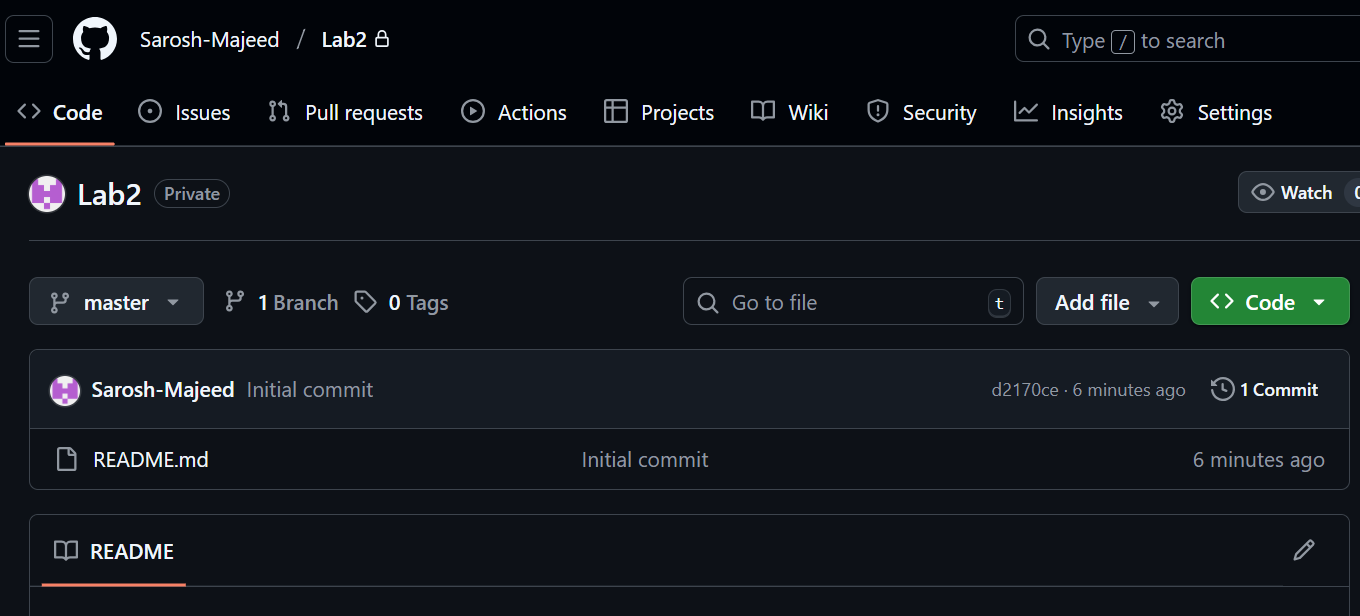 Sarosh-Majeed / Lab2
Type / to search
Code Issues Pull requests Actions Projects Wiki Security Insights Settings
Lab2 Private
Watch
master 1 Branch 0 Tags
Go to file t
Add file
Code
Sarosh-Majeed Initial commit d2170ce · 6 minutes ago 1 Commit
README.md Initial commit 6 minutes ago
README